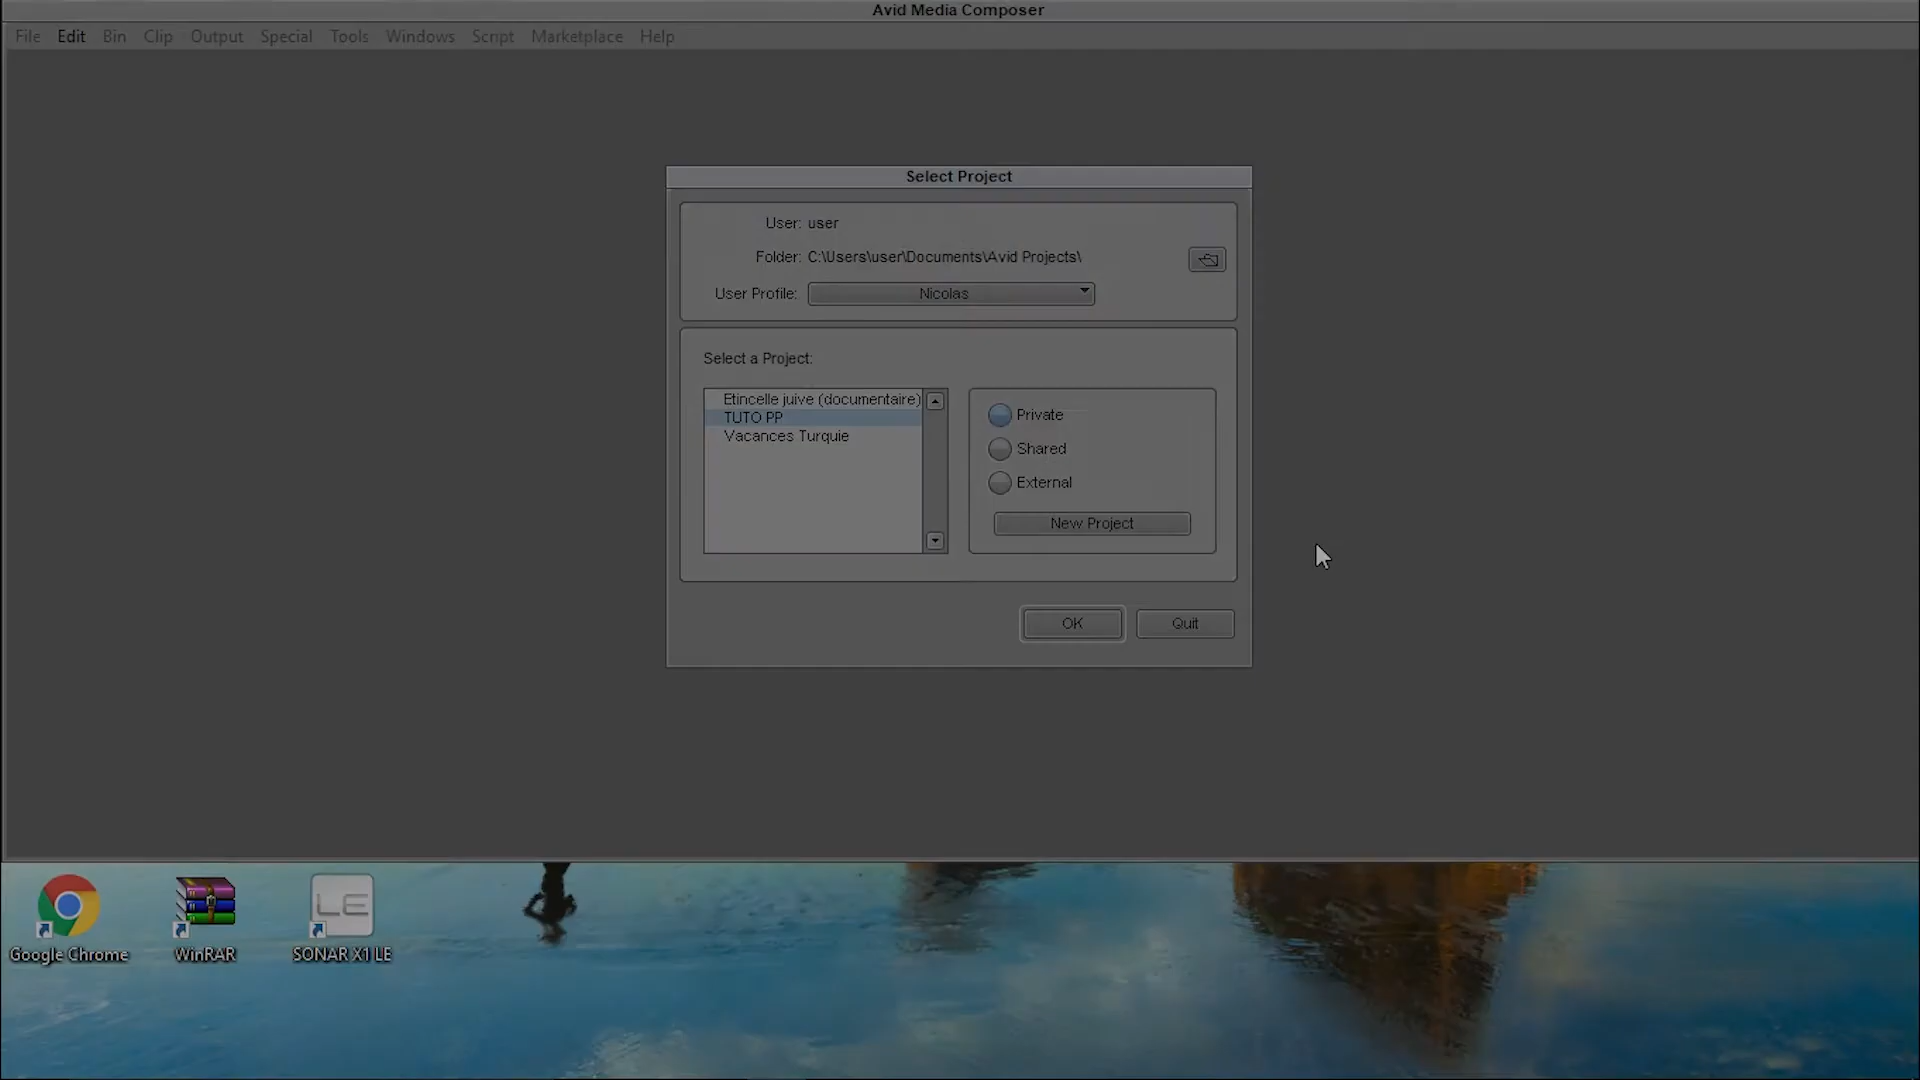 Avid Media Composer
File Edit Bin Clip Output Special Tools Windows Script Marketplace Help
Select Project
User: user
Folder: C:\Users\user\Documents\Avid Projects\
User Profile: Nicolas
Select a Project:
Etincelle juive (documentaire)
TUTO PP
Vacances Turquie
Private
Shared
External
New Project
OK Quit
LE
Google Chrome WinRAR SONAR X1 LE